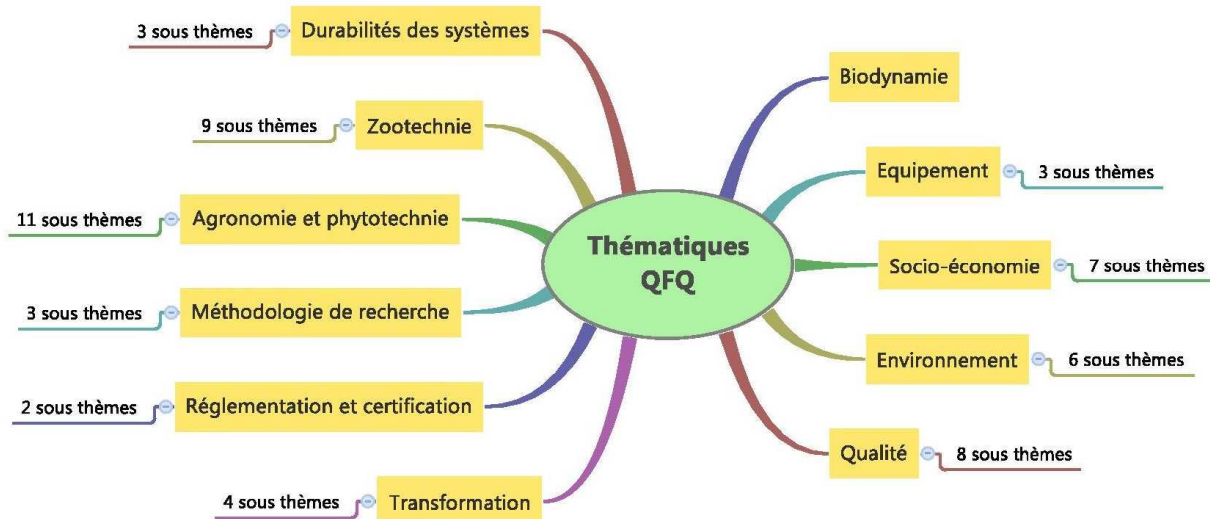 3 sous thèmes
Durabilités des systèmes
9 sous thèmes
Zootechnie
11 sous thèmes
Agronomie et phytotechnie
3 sous thèmes
Méthodologie de recherche
2 sous thèmes
Réglementation et certification
4 sous thèmes
Transformation
Thématiques
QFQ
Biodynamie
Equipement
3 sous thèmes
Socio-économie
7 sous thèmes
Environnement
6 sous thèmes
Qualité
8 sous thèmes